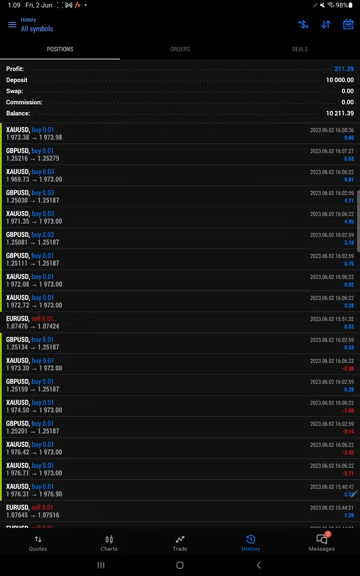 1:09 Fri, 2 Jun 98%
History
All symbols
POSITIONS ORDERS DEALS
Profit: 211.39
Deposit 10 000.00
Swap: 0.00
Commission: 0.00
Balance: 10 211.39
XAUUSD, buy 0.01 2023.06.02 16:08:36
1 973.38 → 1 973.98 0.60
GBPUSD, buy 0.01 2023.06.02 16:07:27
1.25216 → 1.25279 0.63
XAUUSD, buy 0.03 2023.06.02 16:06:22
1 969.73 → 1 973.00 9.81
GBPUSD, buy 0.03 2023.06.02 16:02:59
1.25030 → 1.25187 4.71
XAUUSD, buy 0.03 2023.06.02 16:06:22
1 971.35 → 1 973.00 4.95
GBPUSD, buy 0.03 2023.06.02 16:02:59
1.25081 → 1.25187 3.18
GBPUSD, buy 0.01 2023.06.02 16:02:59
1.25111 → 1.25187 0.76
XAUUSD, buy 0.01 2023.06.02 16:06:22
1 972.08 → 1 973.00 0.92
XAUUSD, buy 0.01 2023.06.02 16:06:22
1 972.72 → 1 973.00 0.28
EURUSD, sell 0.01 2023.06.02 15:51:32
1.07476 → 1.07424 0.52
GBPUSD, buy 0.01 2023.06.02 16:02:59
1.25134 → 1.25187 0.53
XAUUSD, buy 0.01 2023.06.02 16:06:22
1 973.30 → 1 973.00 -0.30
GBPUSD, buy 0.01 2023.06.02 16:02:59
1.25159 → 1.25187 0.28
XAUUSD, buy 0.01 2023.06.02 16:06:22
1 974.50 → 1 973.00 -1.50
GBPUSD, buy 0.01 2023.06.02 16:02:59
1.25201 → 1.25187 -0.14
XAUUSD, buy 0.01 2023.06.02 16:06:22
1 976.42 → 1 973.00 -3.42
XAUUSD, buy 0.01 2023.06.02 16:06:22
1 976.71 → 1 973.00 -3.71
XAUUSD, buy 0.01 2023.06.02 15:40:42
1 976.31 → 1 976.90
EURUSD, sell 0.01 2023.06.02 15:44:21
1.07645 → 1.07516 1.29
EURUSD, sell 0.01
Quotes Charts Trade History Messages